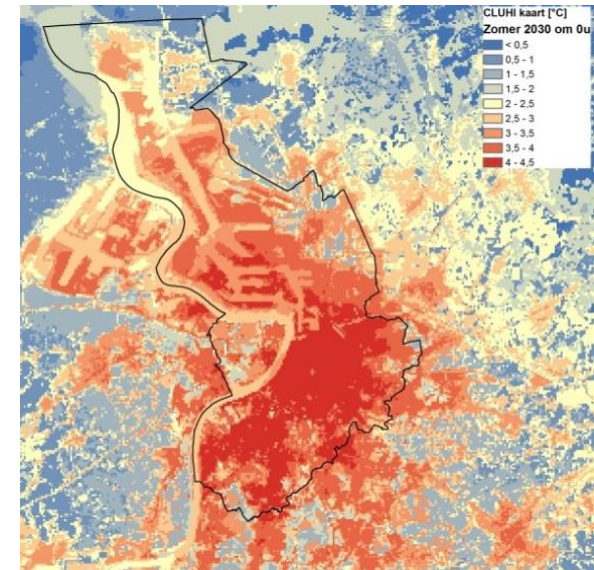 CLUHI kaart [°C]
Zomer 2030 om 0u
< 0,5
0,5 - 1
1 - 1,5
1,5 - 2
2 - 2,5
2,5 - 3
3 - 3,5
3,5 - 4
4 - 4,5